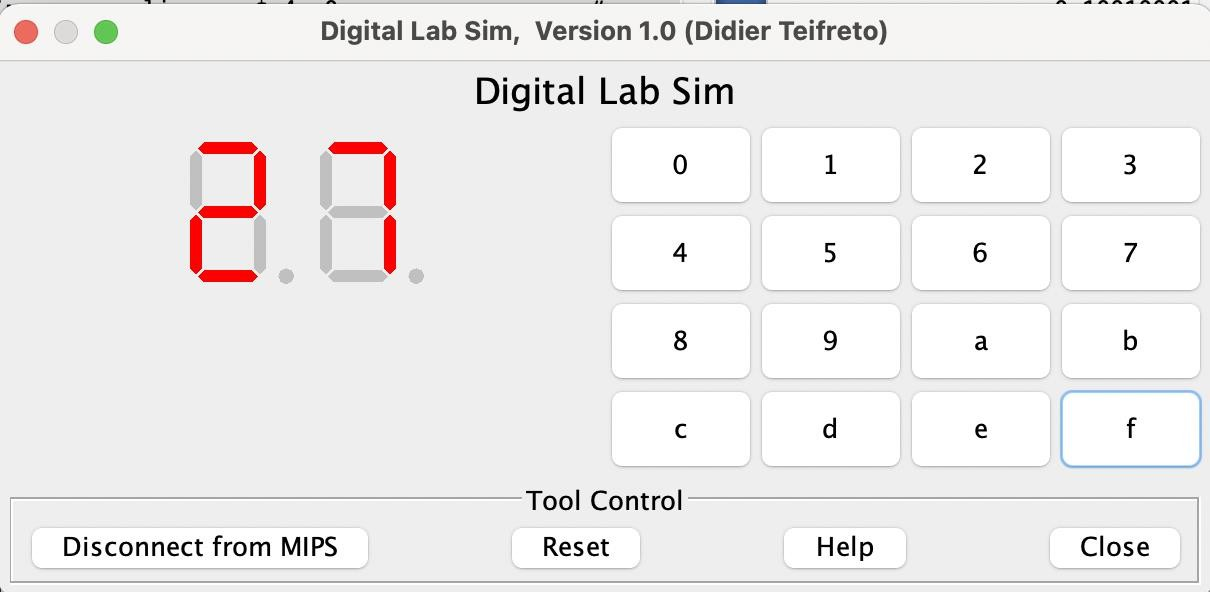 Digital Lab Sim, Version 1.0 (Didier Teifreto)
Digital Lab Sim
27
0 1 2 3
4 5 6 7
8 9 a b
c d e f
Tool Control
Disconnect from MIPS Reset Help Close